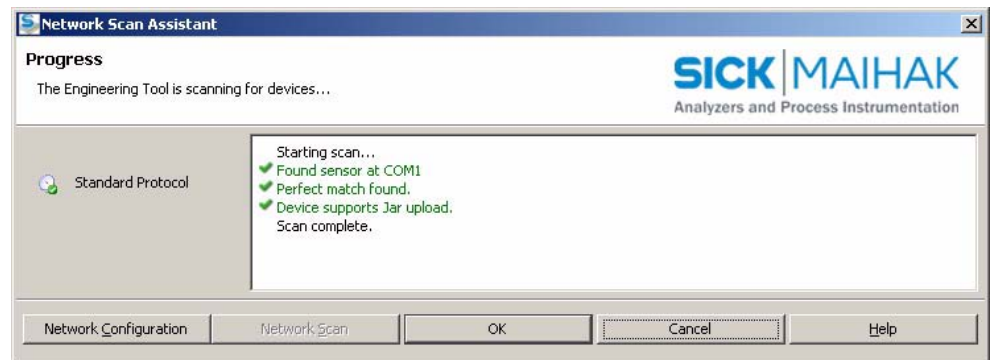 Network Scan Assistant
Progress
The Engineering Tool is scanning for devices...
SICK MAIHAK
Analyzers and Process Instrumentation
Standard Protocol
Starting scan...
Found sensor at COM1
Perfect match found.
Device supports Jar upload.
Scan complete.
Network Configuration
Network Scan
OK
Cancel
Help